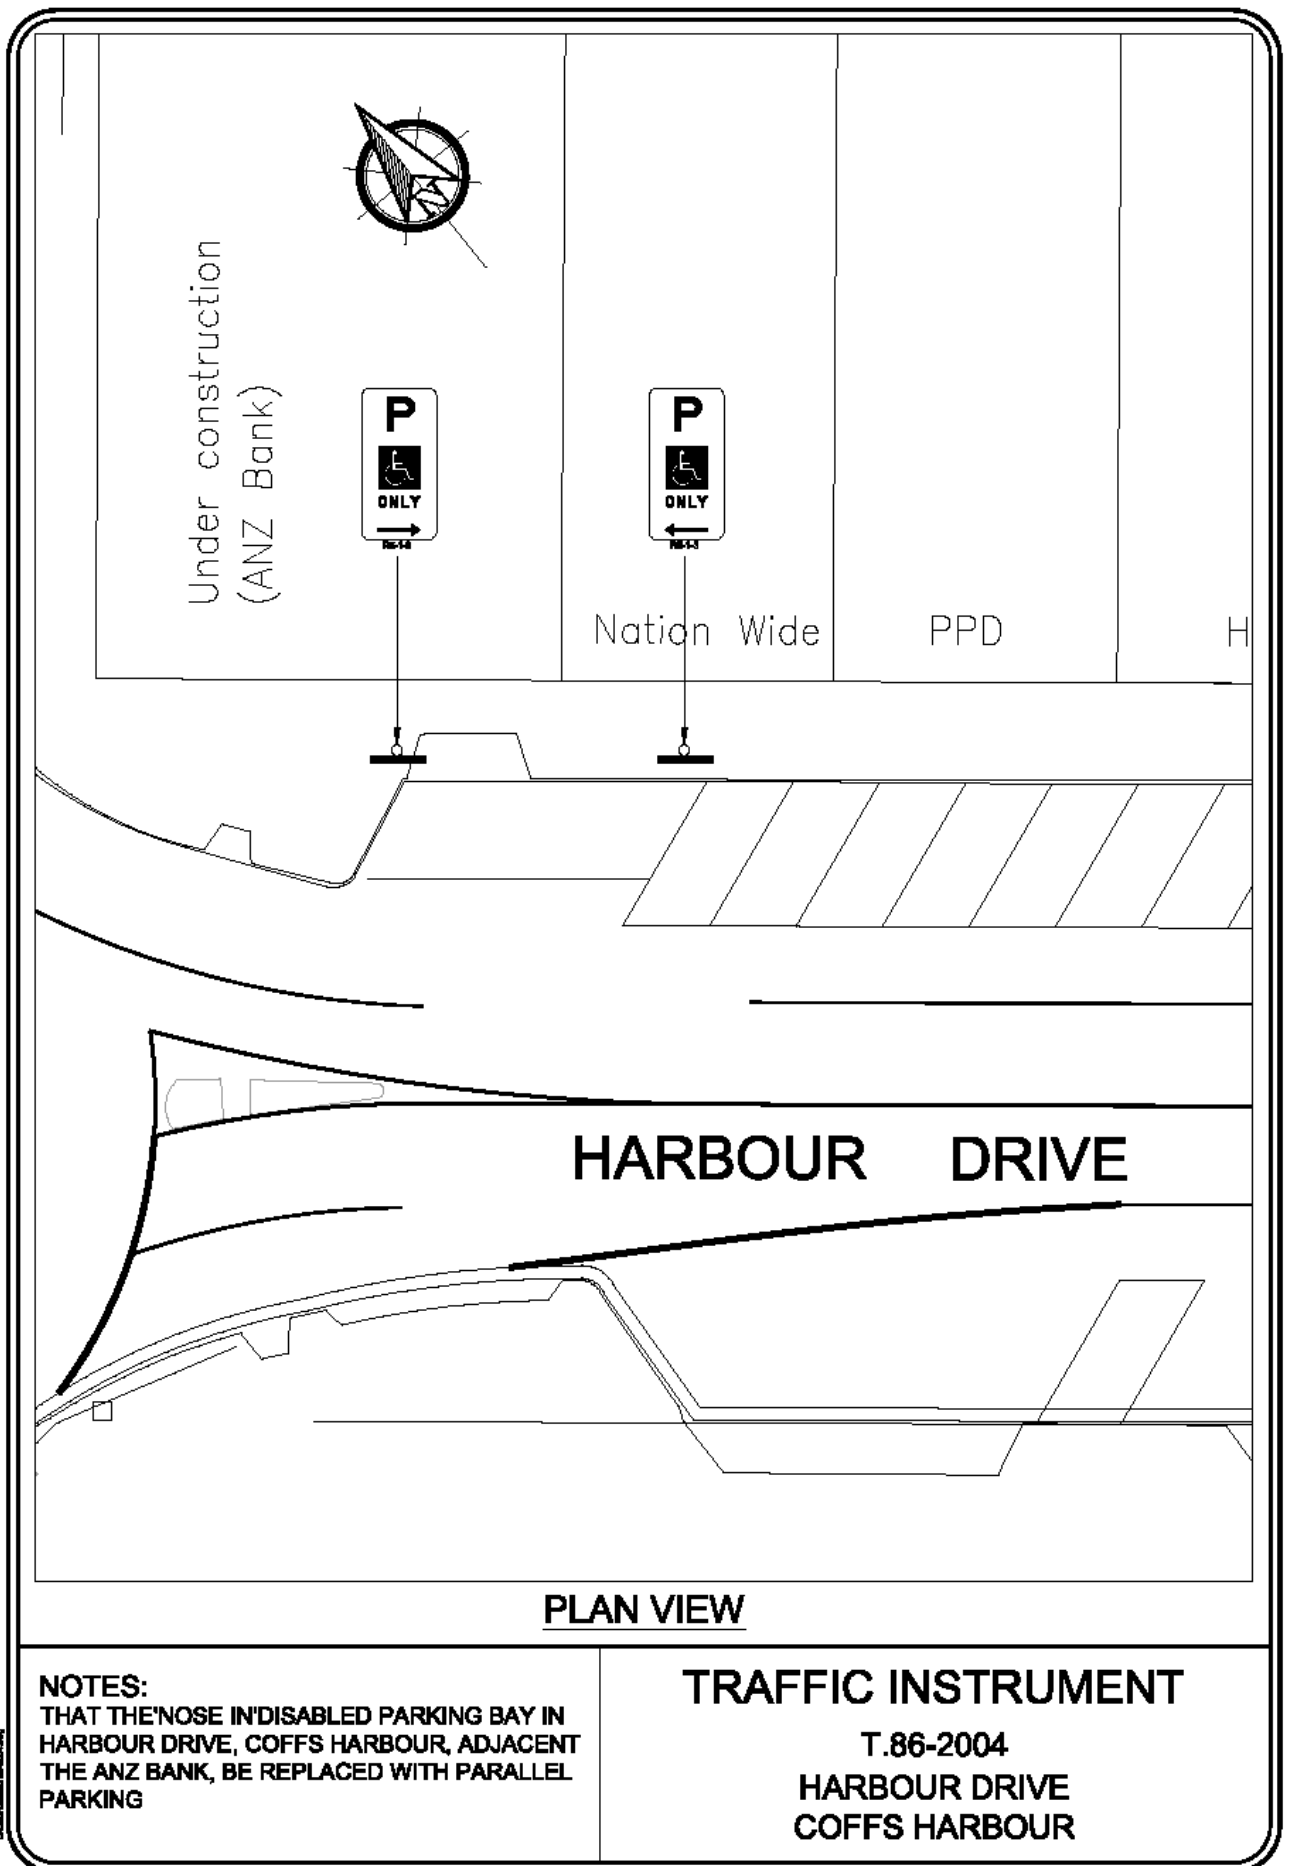 N
Under construction
(ANZ Bank)
P
ONLY
P
ONLY
Nation Wide
PPD
H
HARBOUR DRIVE
PLAN VIEW
NOTES:
THAT THE'NOSE IN'DISABLED PARKING BAY IN
HARBOUR DRIVE, COFFS HARBOUR, ADJACENT
THE ANZ BANK, BE REPLACED WITH PARALLEL
PARKING
TRAFFIC INSTRUMENT
T.86-2004
HARBOUR DRIVE
COFFS HARBOUR